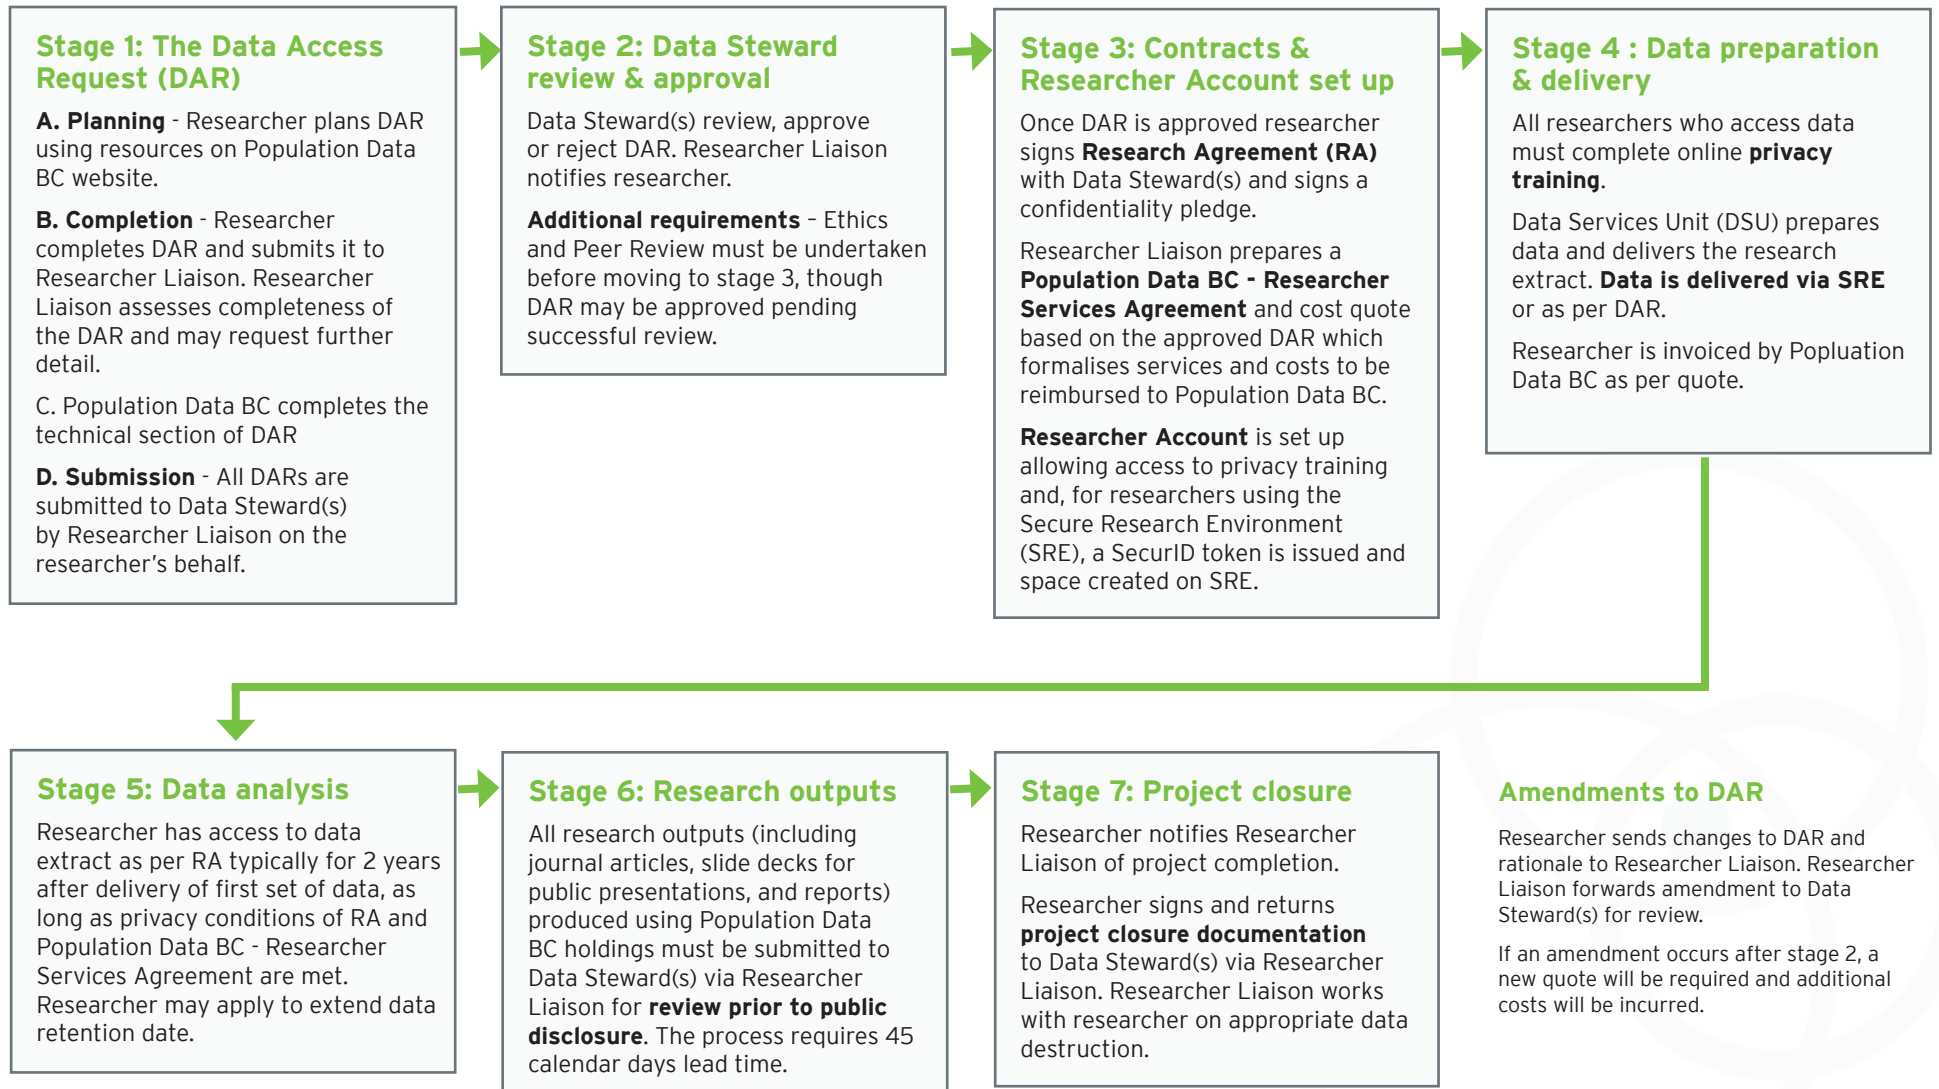 Stage 1: The Data Access
Request (DAR)
A. Planning - Researcher plans DAR
using resources on Population Data
BC website.
B. Completion - Researcher
completes DAR and submits it to
Researcher Liaison. Researcher
Liaison assesses completeness of
the DAR and may request further
detail.
C. Population Data BC completes the
technical section of DAR
D. Submission - All DARs are
submitted to Data Steward(s)
by Researcher Liaison on the
researcher's behalf.
Stage 2: Data Steward
review & approval
Data Steward(s) review, approve
or reject DAR. Researcher Liaison
notifies researcher.
Additional requirements – Ethics
and Peer Review must be undertaken
before moving to stage 3, though
DAR may be approved pending
successful review.
Stage 3: Contracts &
Researcher Account set up
Once DAR is approved researcher
signs Research Agreement (RA)
with Data Steward(s) and signs a
confidentiality pledge.
Researcher Liaison prepares a
Population Data BC - Researcher
Services Agreement and cost quote
based on the approved DAR which
formalises services and costs to be
reimbursed to Population Data BC.
Researcher Account is set up
allowing access to privacy training
and, for researchers using the
Secure Research Environment
(SRE), a SecurID token is issued and
space created on SRE.
Stage 4 : Data preparation
& delivery
All researchers who access data
must complete online privacy
training.
Data Services Unit (DSU) prepares
data and delivers the research
extract. Data is delivered via SRE
or as per DAR.
Researcher is invoiced by Popluation
Data BC as per quote.
Stage 5: Data analysis
Researcher has access to data
extract as per RA typically for 2 years
after delivery of first set of data, as
long as privacy conditions of RA and
Population Data BC - Researcher
Services Agreement are met.
Researcher may apply to extend data
retention date.
Stage 6: Research outputs
All research outputs (including
journal articles, slide decks for
public presentations, and reports)
produced using Population Data
BC holdings must be submitted to
Data Steward(s) via Researcher
Liaison for review prior to public
disclosure. The process requires 45
calendar days lead time.
Stage 7: Project closure
Researcher notifies Researcher
Liaison of project completion.
Researcher signs and returns
project closure documentation
to Data Steward(s) via Researcher
Liaison. Researcher Liaison works
with researcher on appropriate data
destruction.
Amendments to DAR
Researcher sends changes to DAR and
rationale to Researcher Liaison. Researcher
Liaison forwards amendment to Data
Steward(s) for review.
If an amendment occurs after stage 2, a
new quote will be required and additional
costs will be incurred.